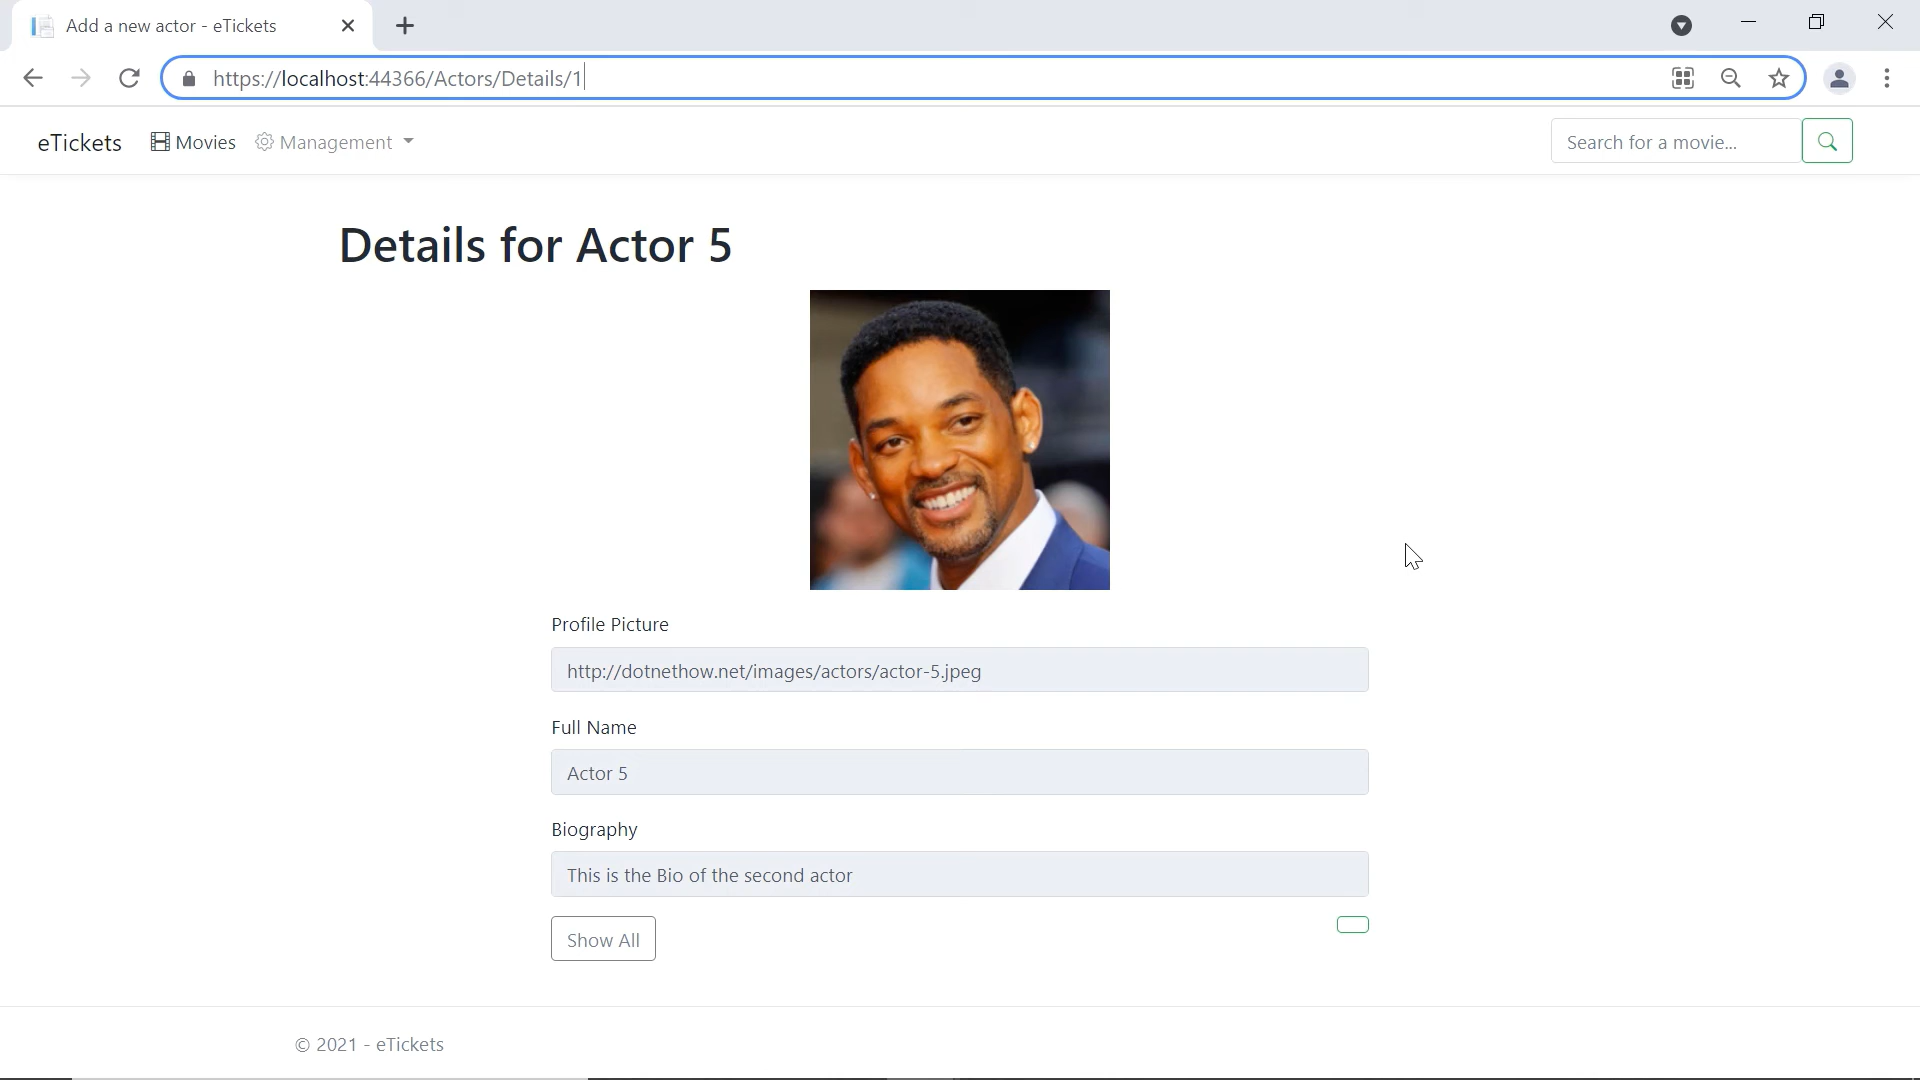 Add a new actor - eTickets
https://localhost:44366/Actors/Details/1
eTickets Movies Management
Search for a movie...
Details for Actor 5
Profile Picture
http://dotnethow.net/images/actors/actor-5.jpeg
Full Name
Actor 5
Biography
This is the Bio of the second actor
Show All
© 2021 - eTickets